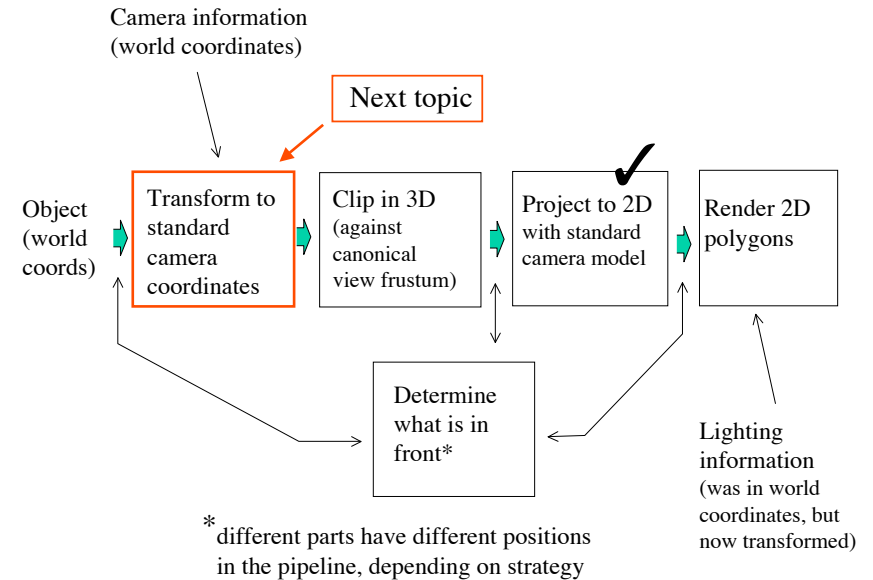 Camera information
(world coordinates)
Next topic
Object
(world
coords)
Transform to
standard
camera
coordinates
Clip in 3D
(against
canonical
view frustum)
Project to 2D
with standard
camera model
Render 2D
polygons
Determine
what is in
front*
Lighting
information
(was in world
coordinates, but
now transformed)
*different parts have different positions
in the pipeline, depending on strategy